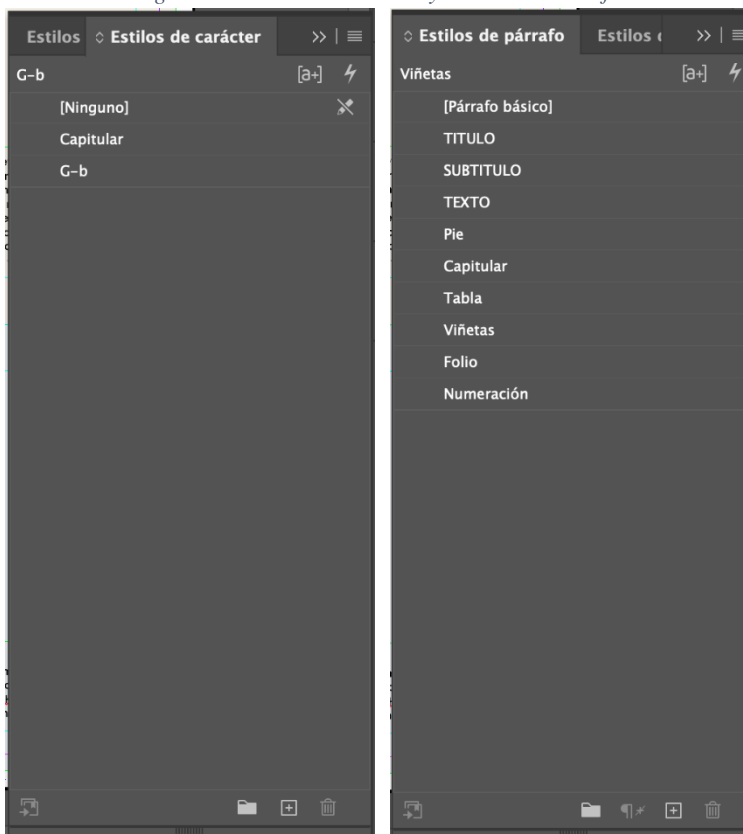 Estilos
Estilos de carácter
G-b
[a+]
[Ninguno]
Capitular
G-b
Estilos de párrafo
Estilos
Viñetas
[a+]
[Párrafo básico]
TITULO
SUBTITULO
TEXTO
Pie
Capitular
Tabla
Viñetas
Folio
Numeración